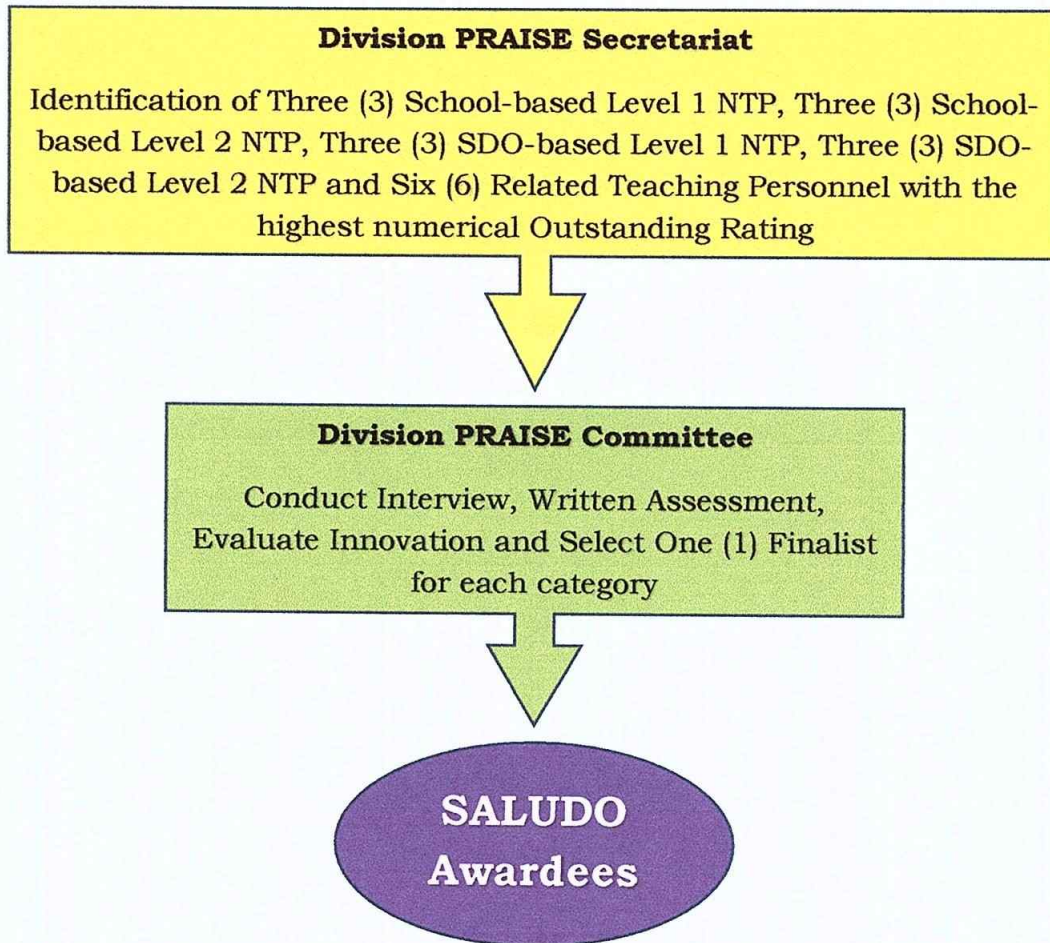 Division PRAISE Secretariat
Identification of Three (3) School-based Level 1 NTP, Three (3) School-
based Level 2 NTP, Three (3) SDO-based Level 1 NTP, Three (3) SDO-
based Level 2 NTP and Six (6) Related Teaching Personnel with the
highest numerical Outstanding Rating
Division PRAISE Committee
Conduct Interview, Written Assessment,
Evaluate Innovation and Select One (1) Finalist
for each category
SALUDO
Awardees